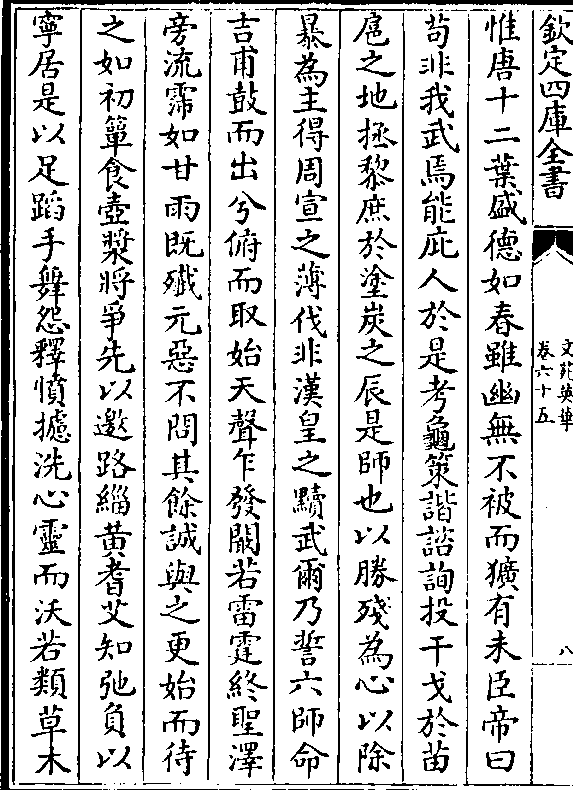 欽定四庫全書
文苑英華
卷六十五
八
惟唐十二葉盛德如春雖幽無不被而獷有未臣帝曰
苟非我武焉能庇人於是考龜策諧諮詢投干戈於苗
扈之地拯黎庶於塗炭之辰是師也以勝殘為心以除
暴為主得周宣之薄伐非漢皇之黷武爾乃誓六師命
吉甫鼓而出兮俯而取始天聲乍發闞若雷霆終聖澤
旁流霈如甘雨既殲元惡不問其餘誠與之更始而待
之如初簞食壺漿將爭先以邀路緇黄耆艾知弛負以
寧居是以足蹈手舞怨釋憤攄洗心靈而沃若類草木